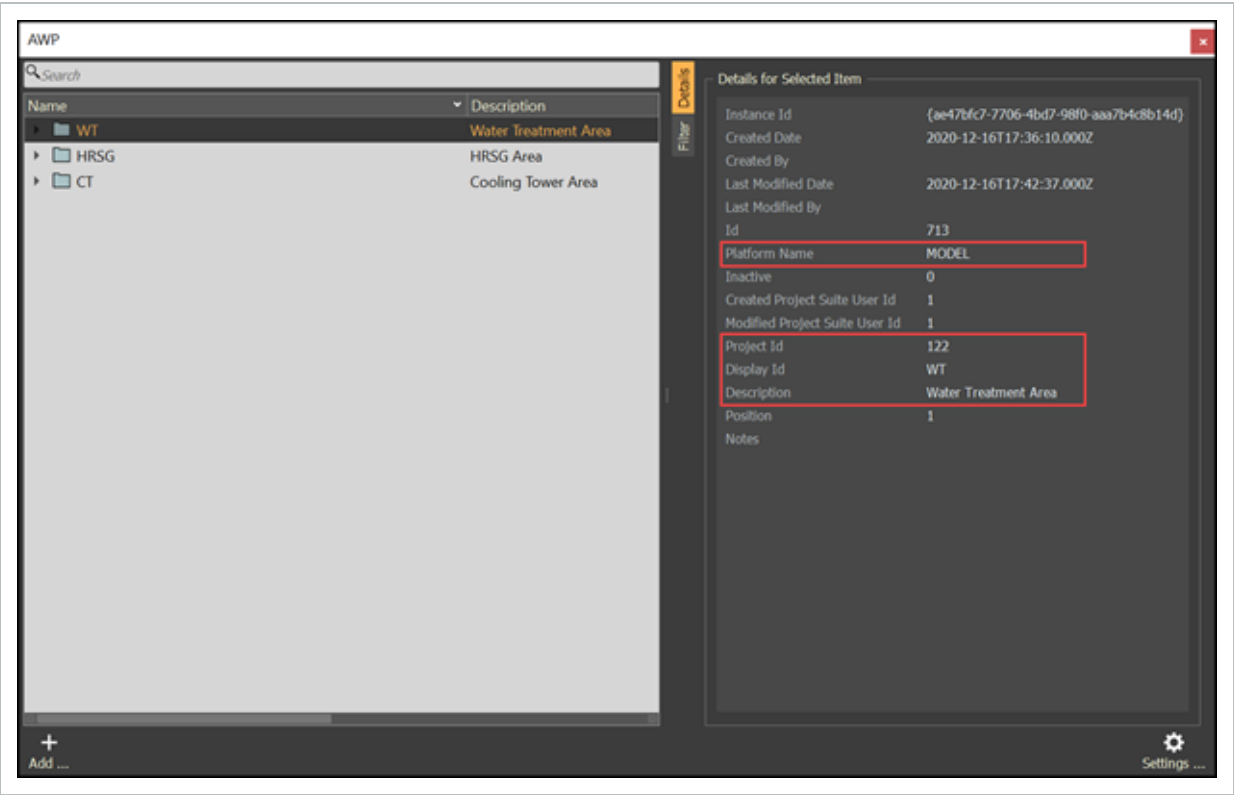 AWP
Search
Name Description
WT Water Treatment Area
HRSG HRSG Area
CT Cooling Tower Area
Add ...
Details
Filter
Details for Selected Item
Instance Id {ae47bfc7-7706-4bd7-98f0-aaa7b4c8b14d}
Created Date 2020-12-16T17:36:10.000Z
Created By
Last Modified Date 2020-12-16T17:42:37.000Z
Last Modified By
Id 713
Platform Name MODEL
Inactive 0
Created Project Suite User Id 1
Modified Project Suite User Id 1
Project Id 122
Display Id WT
Description Water Treatment Area
Position 1
Notes
Settings ...